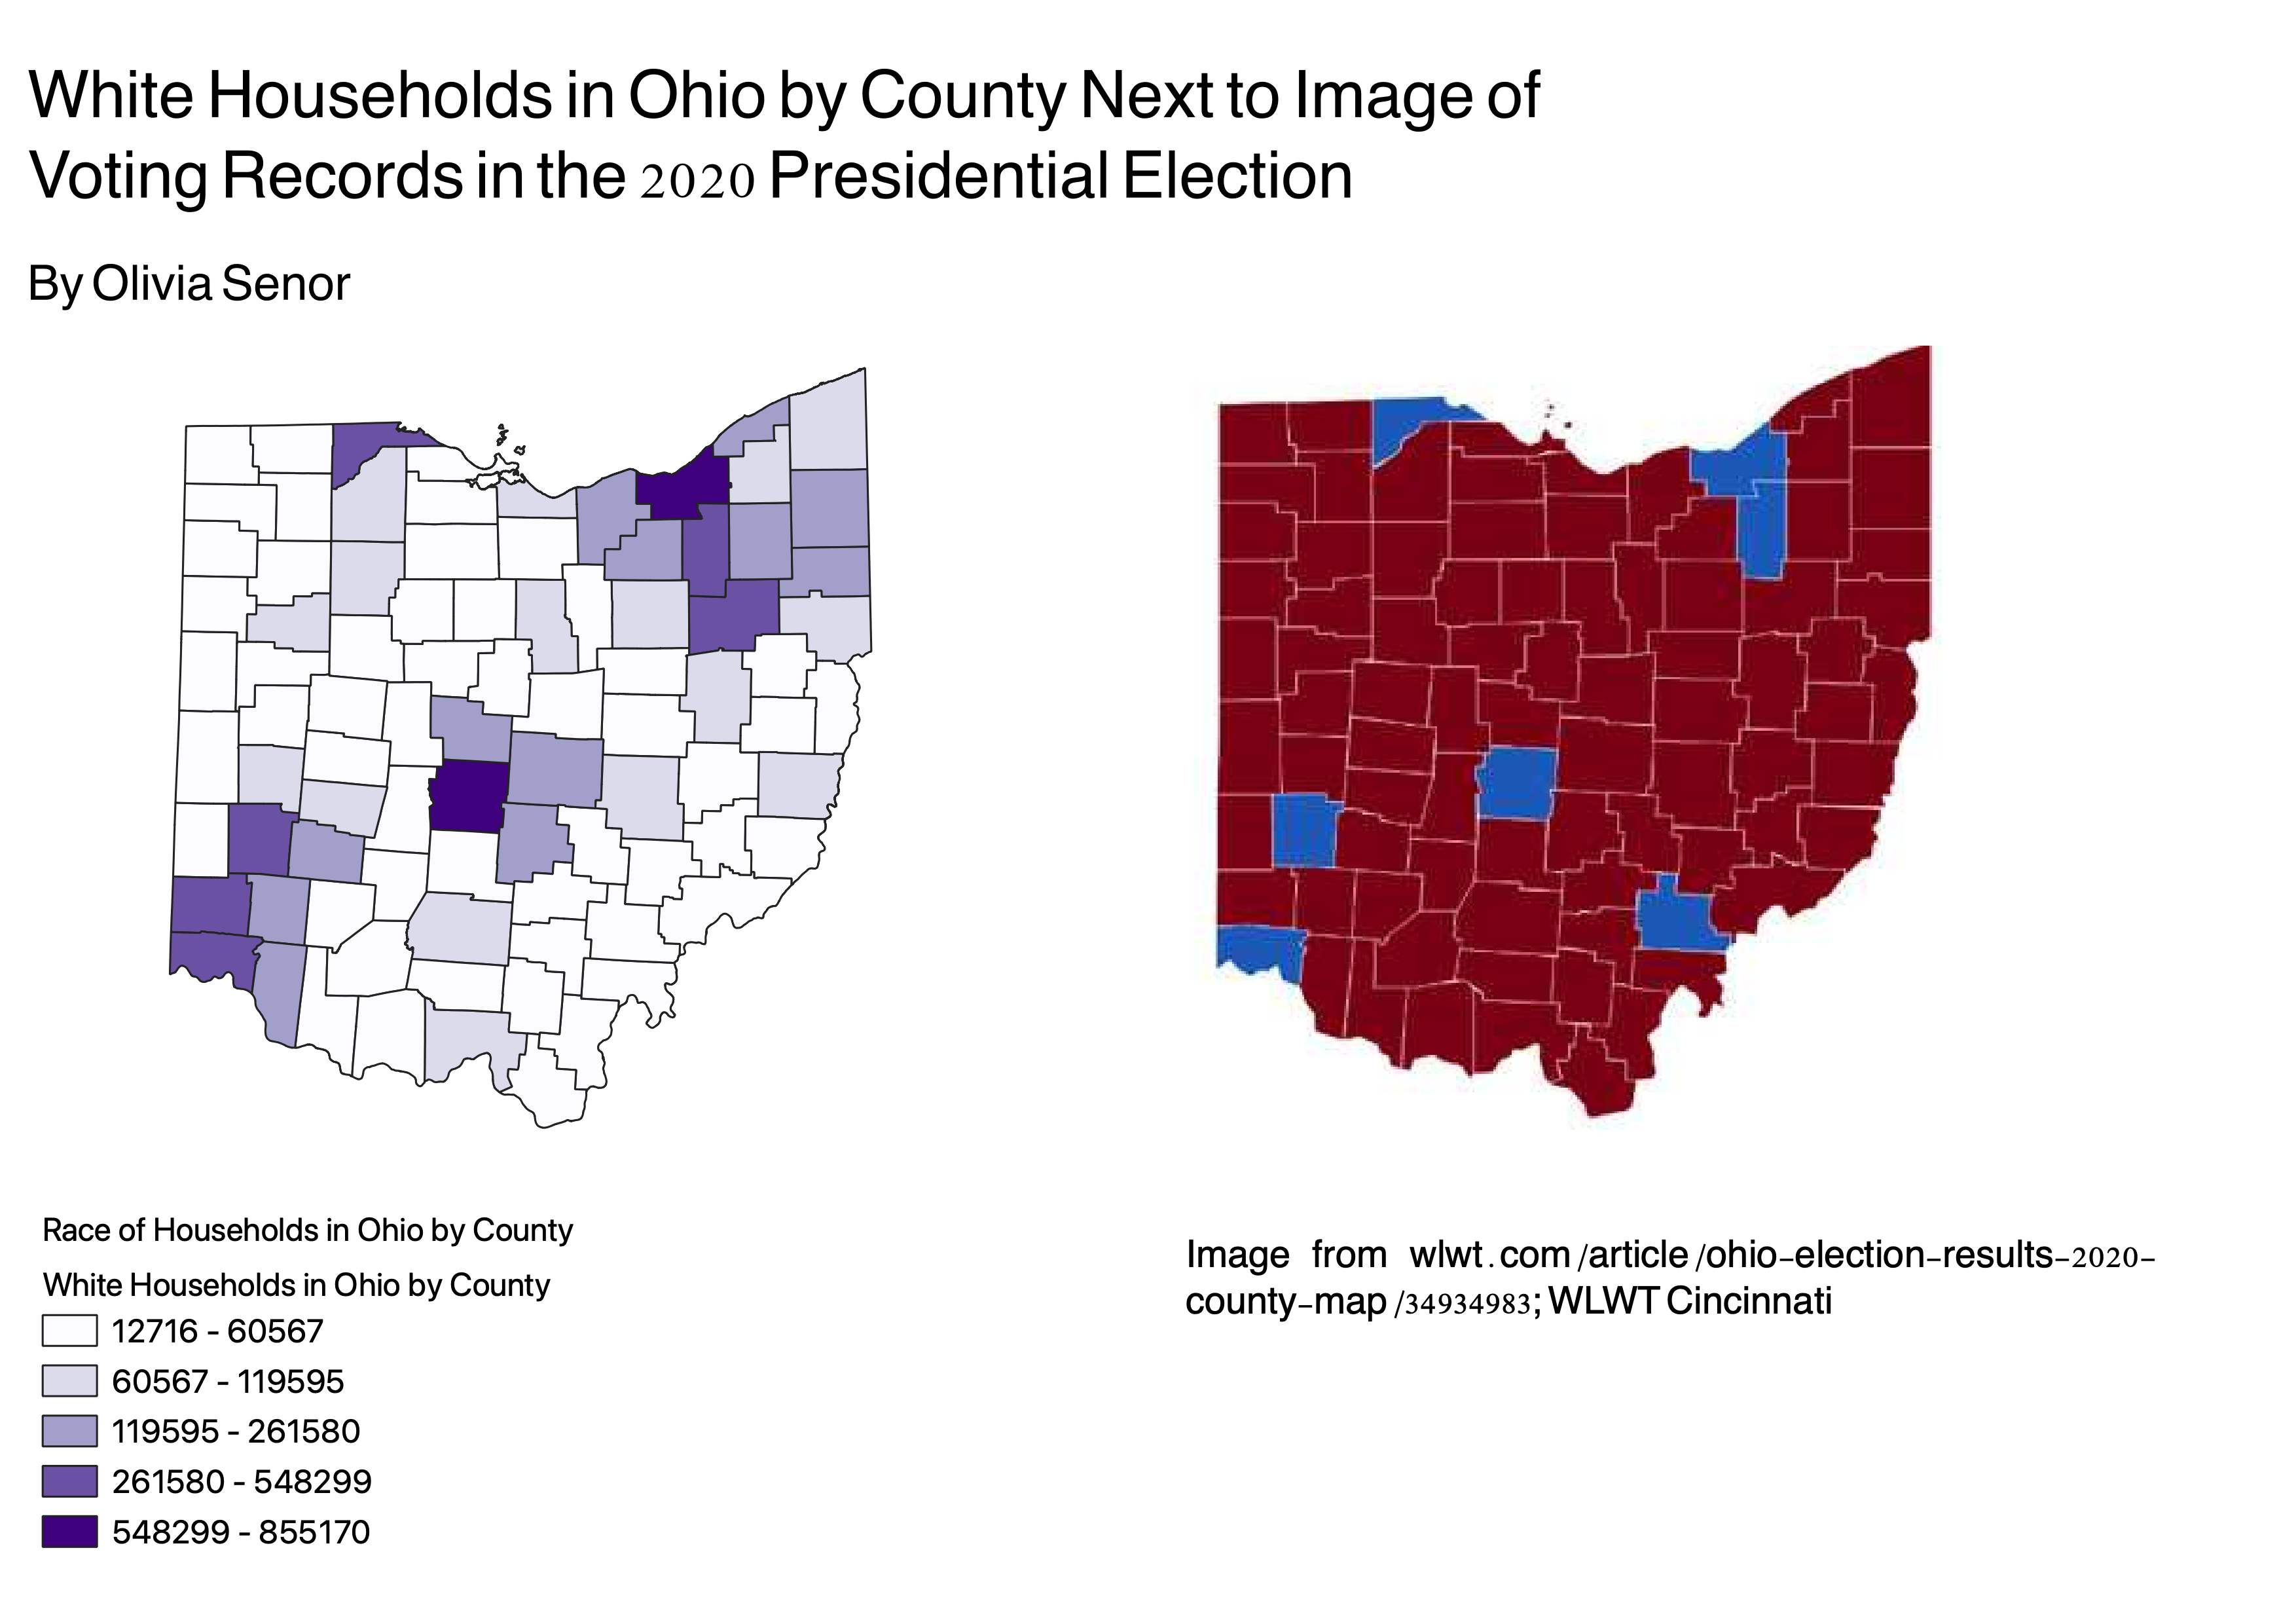 White Households in Ohio by County Next to Image of
Voting Records in the 2020 Presidential Election
By Olivia Senor
Race of Households in Ohio by County
White Households in Ohio by County
12716 - 60567
60567 - 119595
119595 - 261580
261580 - 548299
548299 - 855170
Image from wlwt.com/article/ohio-election-results-2020-
county-map/34934983; WLWT Cincinnati